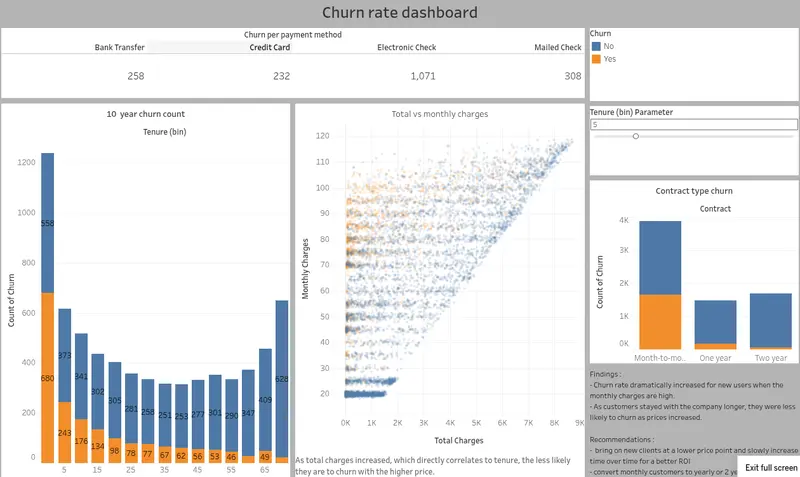 Churn rate dashboard
Churn per payment method
Bank Transfer Credit Card Electronic Check Mailed Check
258 232 1,071 308
Churn
No
Yes
Tenure (bin) Parameter
5
10 year churn count
Tenure (bin)
Count of Churn
1200
1000
800
600
400
200
0
558 373 341 302 305 281 258 251 253 277 301 290 347 409 628
680 243 176 134 98 78 77 67 62 56 53 46 49
5 15 25 35 45 55 65
Total vs monthly charges
Monthly Charges
120
110
100
90
80
70
60
50
40
30
20
0K 1K 2K 3K 4K 5K 6K 7K 8K 9K
Total Charges
As total charges increased, which directly correlates to tenure, the less likely
they are to churn with the higher price.
Contract type churn
Contract
Count of Churn
4K
3K
2K
1K
0K
Month-to-mo.. One year Two year
Findings :
- Churn rate dramatically increased for new users when the
monthly charges are high.
- As customers stayed with the company longer, they were less
likely to churn as prices increased.
Recommendations :
- bring on new clients at a lower price point and slowly increase
time over time for a better ROI
- convert monthly customers to yearly or 2 ye
Exit full screen